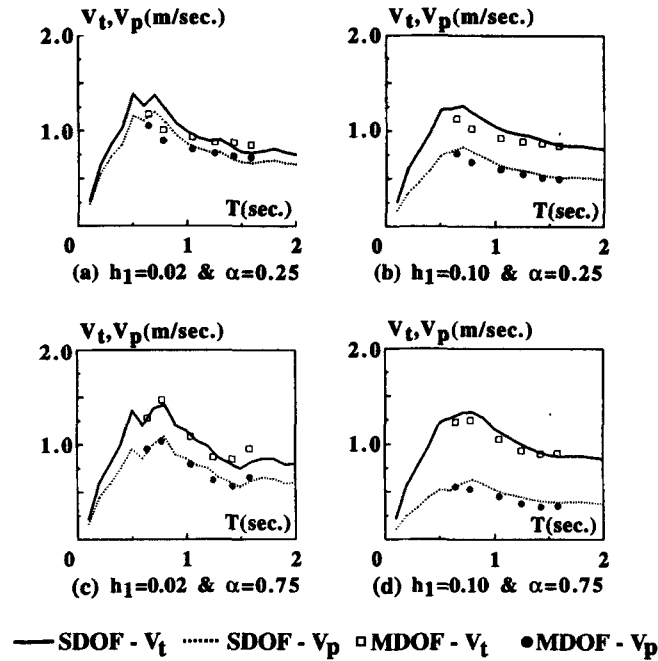 Vt,Vp(m/sec.) Vt,Vp(m/sec.)
2.0 2.0
1.0 1.0
T(sec.) T(sec.)
0 1 2 0 1 2
(a) h1=0.02 & α=0.25 (b) h1=0.10 & α=0.25
Vt,Vp(m/sec.) Vt,Vp(m/sec.)
2.0 2.0
1.0 1.0
T(sec.) T(sec.)
0 1 2 0 1 2
(c) h1=0.02 & α=0.75 (d) h1=0.10 & α=0.75
SDOF - Vt SDOF - Vp MDOF - Vt MDOF - Vp